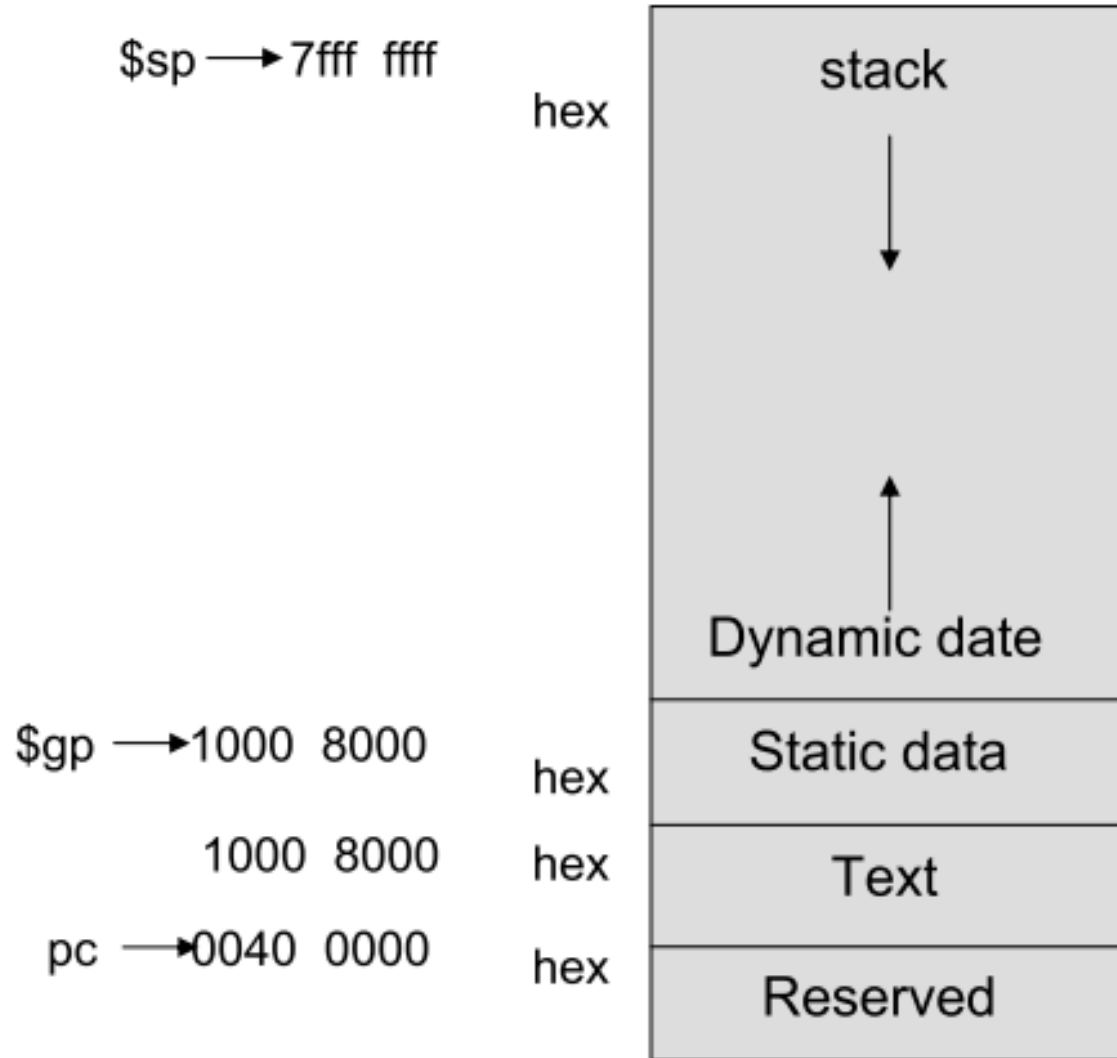 $sp 7fff ffff
hex
stack
Dynamic date
$gp 1000 8000
hex
Static data
1000 8000
hex
Text
pc 0040 0000
hex
Reserved